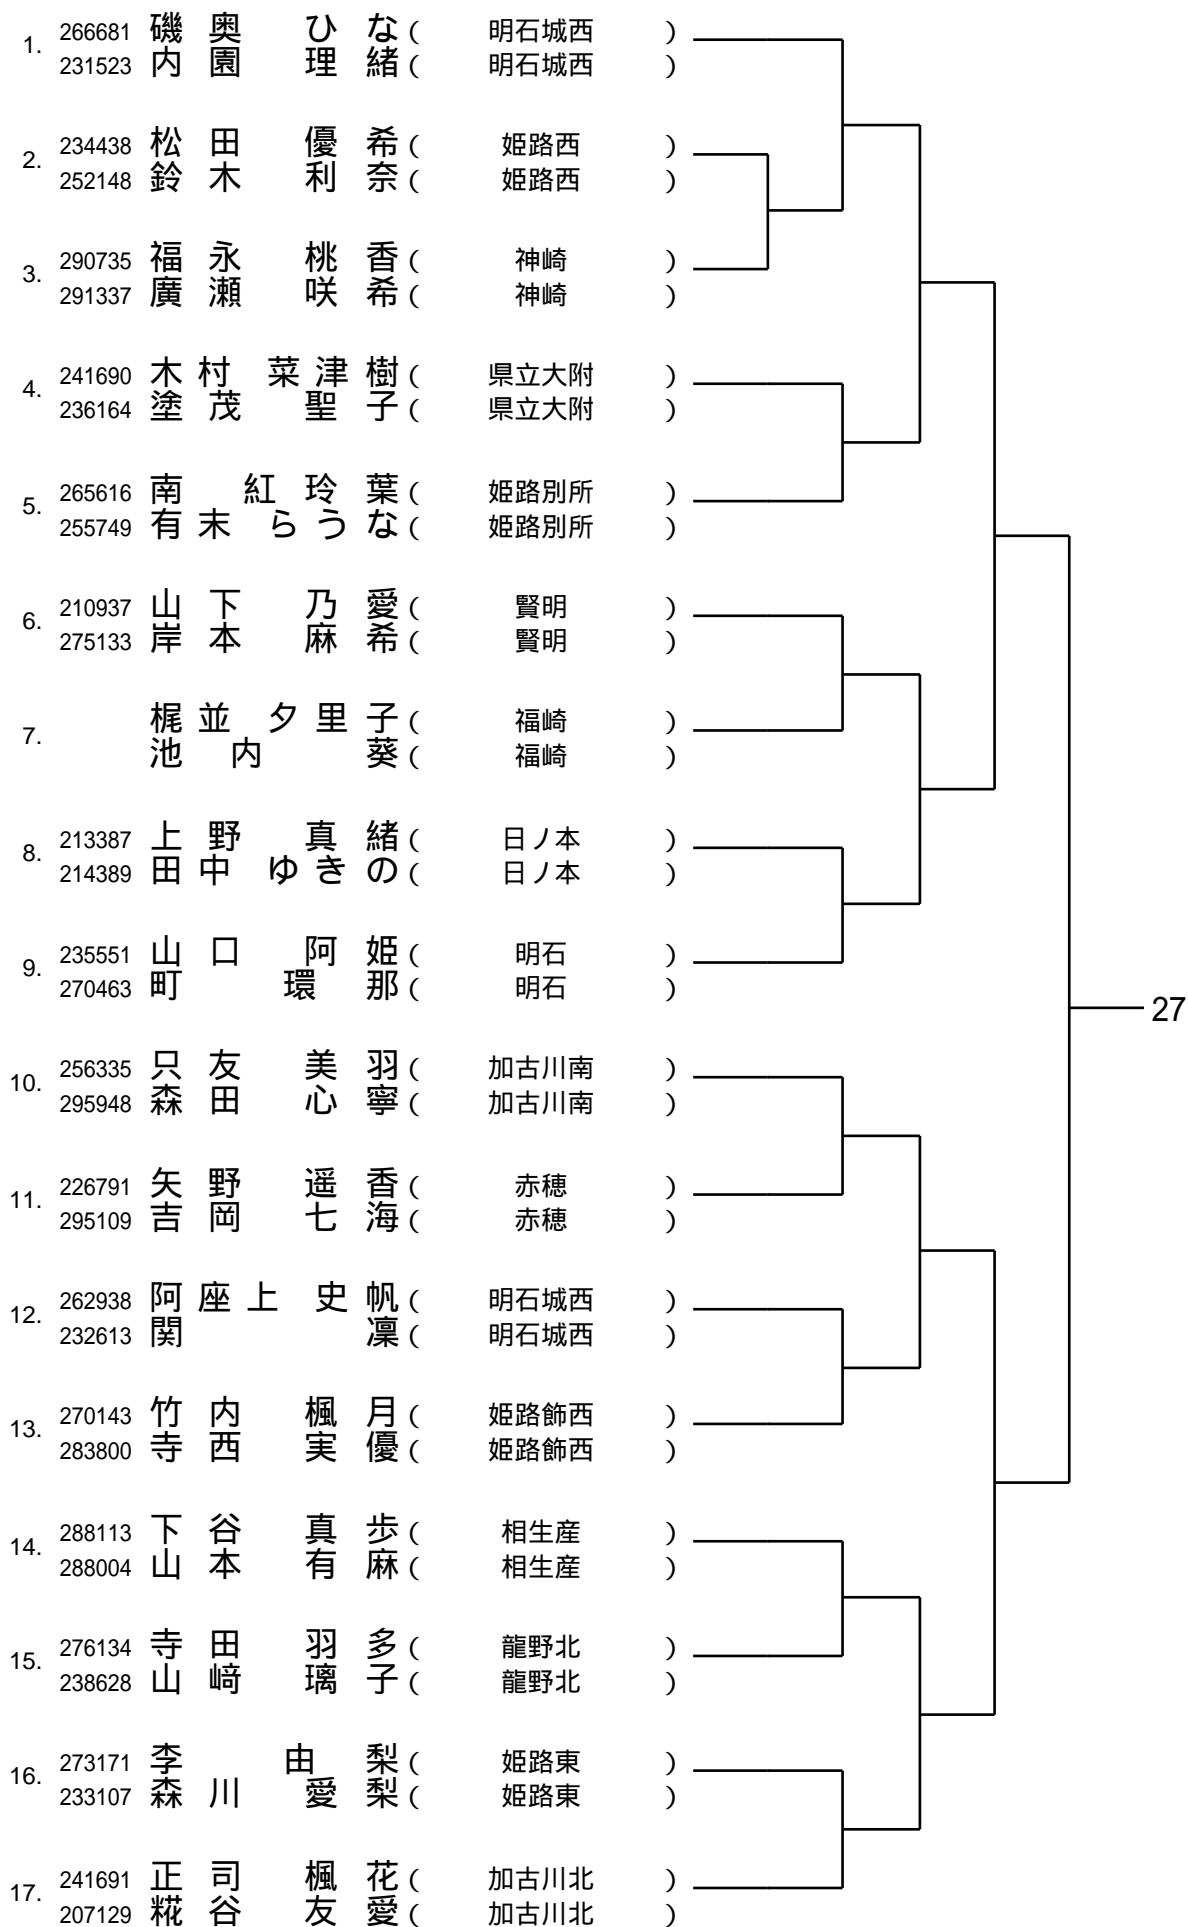 1. 266681 磯奥 ひな ( 明石城西 )
231523 内園 理緒 ( 明石城西 )
2. 234438 松田 優希 ( 姫路西 )
252148 鈴木 利奈 ( 姫路西 )
3. 290735 福永 桃香 ( 神崎 )
291337 廣瀬 咲希 ( 神崎 )
4. 241690 木村 菜津樹 ( 県立大附 )
236164 塗茂 聖子 ( 県立大附 )
5. 265616 南 紅玲葉 ( 姫路別所 )
255749 有末 らうな ( 姫路別所 )
6. 210937 山下 乃愛 ( 賢明 )
275133 岸本 麻希 ( 賢明 )
7. 梶並 夕里子 ( 福崎 )
池内 葵 ( 福崎 )
8. 213387 上野 真緒 ( 日ノ本 )
214389 田中 ゆきの ( 日ノ本 )
9. 235551 山口 阿姫 ( 明石 )
270463 町 環那 ( 明石 )
27
10. 256335 只友 美羽 ( 加古川南 )
295948 森田 心寧 ( 加古川南 )
11. 226791 矢野 遥香 ( 赤穂 )
295109 吉岡 七海 ( 赤穂 )
12. 262938 阿座上 史帆 ( 明石城西 )
232613 関 凜 ( 明石城西 )
13. 270143 竹内 楓月 ( 姫路飾西 )
283800 寺西 実優 ( 姫路飾西 )
14. 288113 下谷 真歩 ( 相生産 )
288004 山本 有麻 ( 相生産 )
15. 276134 寺田 羽多 ( 龍野北 )
238628 山﨑 璃子 ( 龍野北 )
16. 273171 李 由梨 ( 姫路東 )
233107 森川 愛梨 ( 姫路東 )
17. 241691 正司 楓花 ( 加古川北 )
207129 糀谷 友愛 ( 加古川北 )